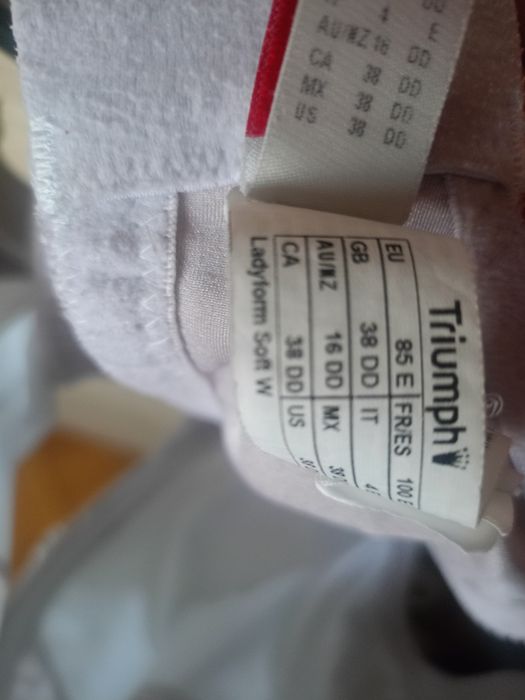 E
AU/NZ 16 DD
CA 38 DD
MX 38 DD
US 38 DD
Triumph
EU 85 E FR/ES 100 E
GB 38 DD IT
AU/NZ 16 DD MX
CA 38 DD US
Ladyform Soft W